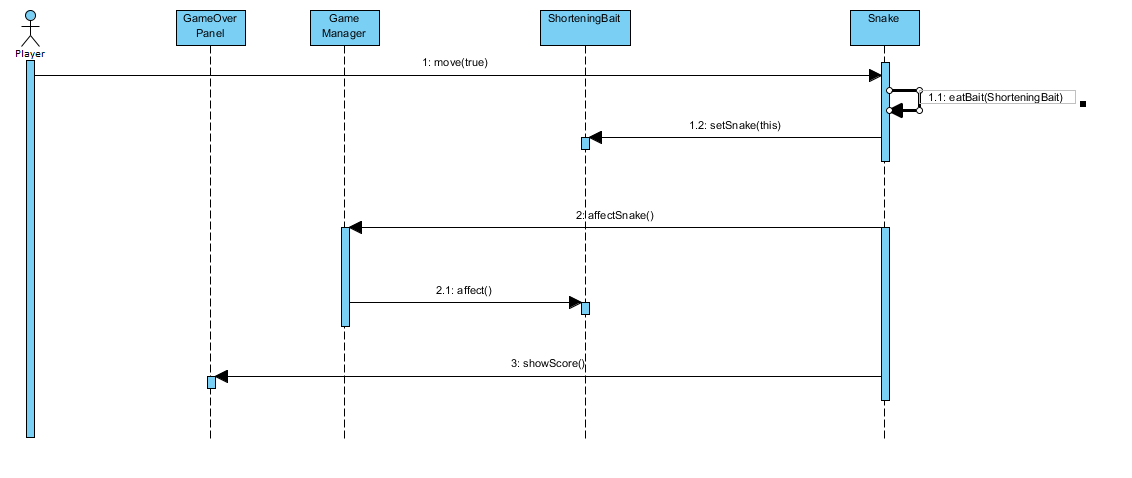 GameOver
Panel
Game
Manager
ShorteningBait
Snake
Player
1: move(true)
1.1: eatBait(ShorteningBait)
1.2: setSnake(this)
2: affectSnake()
2.1: affect()
3: showScore()